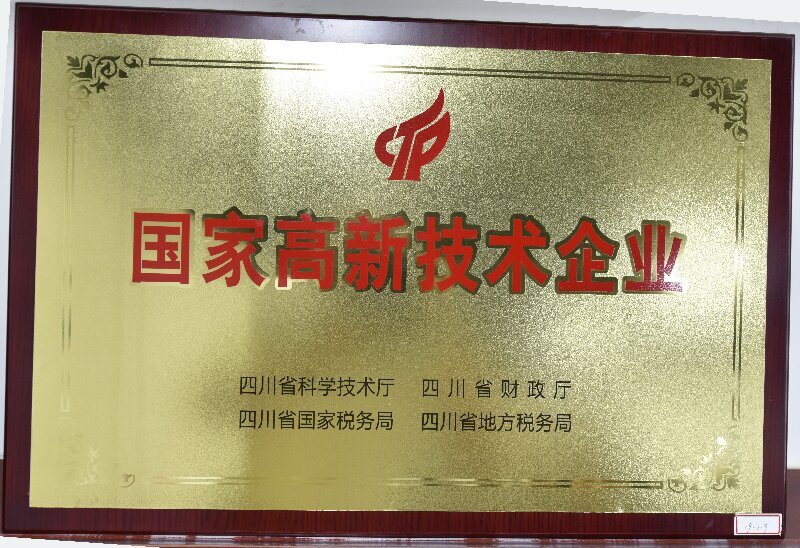 国家高新技术企业
四川省科学技术厅 四川省财政厅
四川省国家税务局 四川省地方税务局